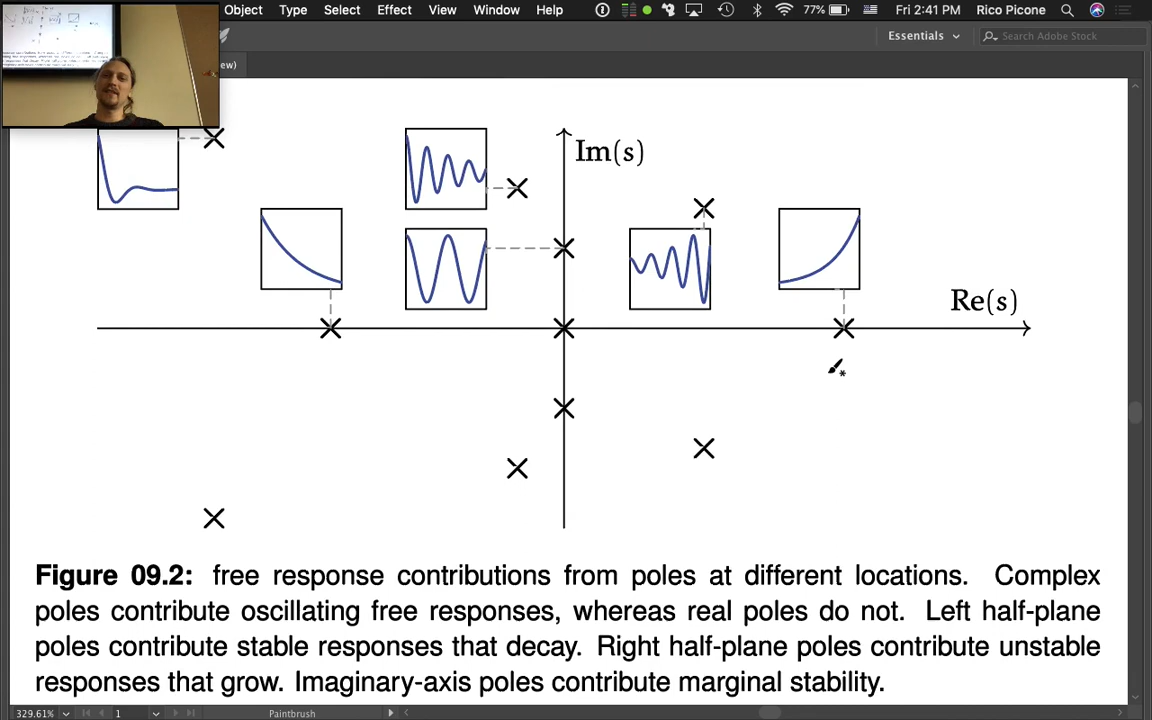 Object Type Select Effect View Window Help 77% Fri 2:41 PM Rico Picone
Essentials Search Adobe Stock
ew)
Im(s)
Re(s)
Figure 09.2: free response contributions from poles at different locations. Complex
poles contribute oscillating free responses, whereas real poles do not. Left half-plane
poles contribute stable responses that decay. Right half-plane poles contribute unstable
responses that grow. Imaginary-axis poles contribute marginal stability.
329.61% 1 Paintbrush